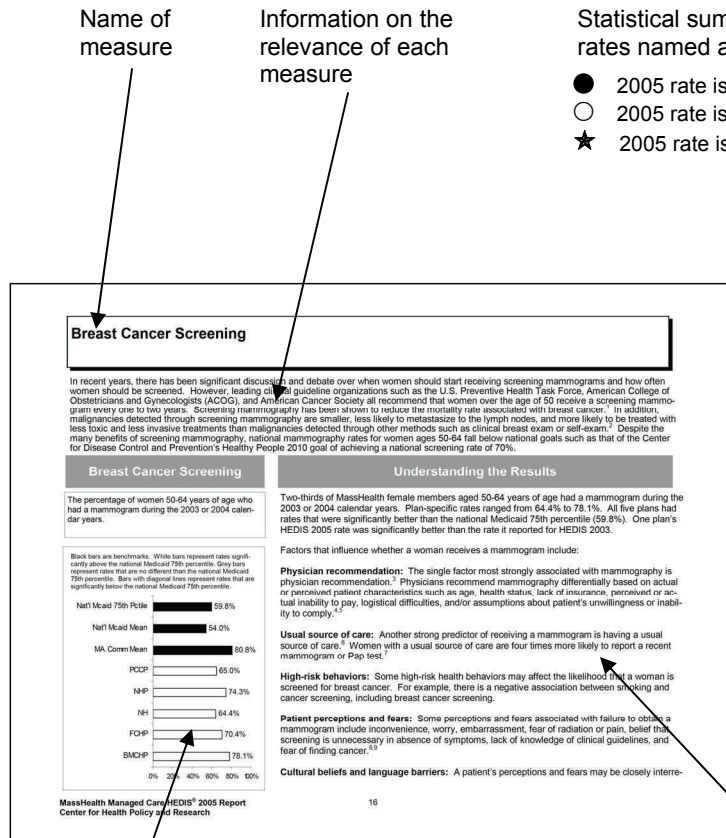 Name of
measure
Information on the
relevance of each
measure
Statistical sum
rates named a
2005 rate is
2005 rate is
2005 rate is
Breast Cancer Screening
In recent years, there has been significant discussion and debate over when women should start receiving screening mammograms and how often
women should be screened. However, leading clinical guideline organizations such as the U.S. Preventive Health Task Force, American College of
Obstetricians and Gynecologists (ACOG), and American Cancer Society all recommend that women over the age of 50 receive a screening mammo-
gram every one to two years. Screening mammography has been shown to reduce the mortality rate associated with breast cancer.1 In addition,
malignancies detected through screening mammography are smaller, less likely to metastasize to the lymph nodes, and more likely to be treated with
less toxic and less invasive treatments than malignancies detected through other methods such as clinical breast exam or self-exam.2 Despite the
many benefits of screening mammography, national mammography rates for women ages 50-64 fall below national goals such as that of the Center
for Disease Control and Prevention's Healthy People 2010 goal of achieving a national screening rate of 70%.
Breast Cancer Screening
The percentage of women 50-64 years of age who
had a mammogram during the 2003 or 2004 calen-
dar years.
Black bars are benchmarks. White bars represent rates signifi-
cantly above the national Medicaid 75th percentile. Grey bars
represent rates that are no different than the national Medicaid
75th percentile. Bars with diagonal lines represent rates that are
significantly below the national Medicaid 75th percentile.
Nat'l Mcaid 75th Pctile 59.8%
Nat'l Mcaid Mean 54.0%
MA Comm Mean 80.8%
PCCP 65.0%
NHP 74.3%
NH 64.4%
FCHP 70.4%
BMCHP 78.1%
0% 20% 40% 60% 80% 100%
Understanding the Results
Two-thirds of MassHealth female members aged 50-64 years of age had a mammogram during the
2003 or 2004 calendar years. Plan-specific rates ranged from 64.4% to 78.1%. All five plans had
rates that were significantly better than the national Medicaid 75th percentile (59.8%). One plan's
HEDIS 2005 rate was significantly better than the rate it reported for HEDIS 2003.
Factors that influence whether a woman receives a mammogram include:
Physician recommendation: The single factor most strongly associated with mammography is
physician recommendation.3 Physicians recommend mammography differentially based on actual
or perceived patient characteristics such as age, health status, lack of insurance, perceived or ac-
tual inability to pay, logistical difficulties, and/or assumptions about patient's unwillingness or inabil-
ity to comply.4,5
Usual source of care: Another strong predictor of receiving a mammogram is having a usual
source of care.6 Women with a usual source of care are four times more likely to report a recent
mammogram or Pap test.7
High-risk behaviors: Some high-risk health behaviors may affect the likelihood that a woman is
screened for breast cancer. For example, there is a negative association between smoking and
cancer screening, including breast cancer screening.
Patient perceptions and fears: Some perceptions and fears associated with failure to obtain a
mammogram include inconvenience, worry, embarrassment, fear of radiation or pain, belief that
screening is unnecessary in absence of symptoms, lack of knowledge of clinical guidelines, and
fear of finding cancer.8,9
Cultural beliefs and language barriers: A patient's perceptions and fears may be closely interre-
MassHealth Managed Care HEDIS® 2005 Report
Center for Health Policy and Research
16